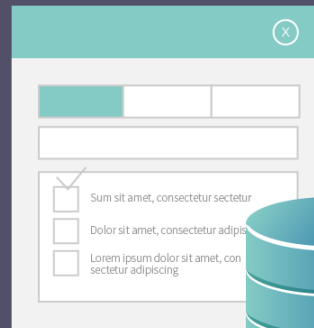 X
Sum sit amet, consectetur sectetur
Dolor sit amet, consectetur adipis
Lorem ipsum dolor sit amet, con
sectetur adipiscing